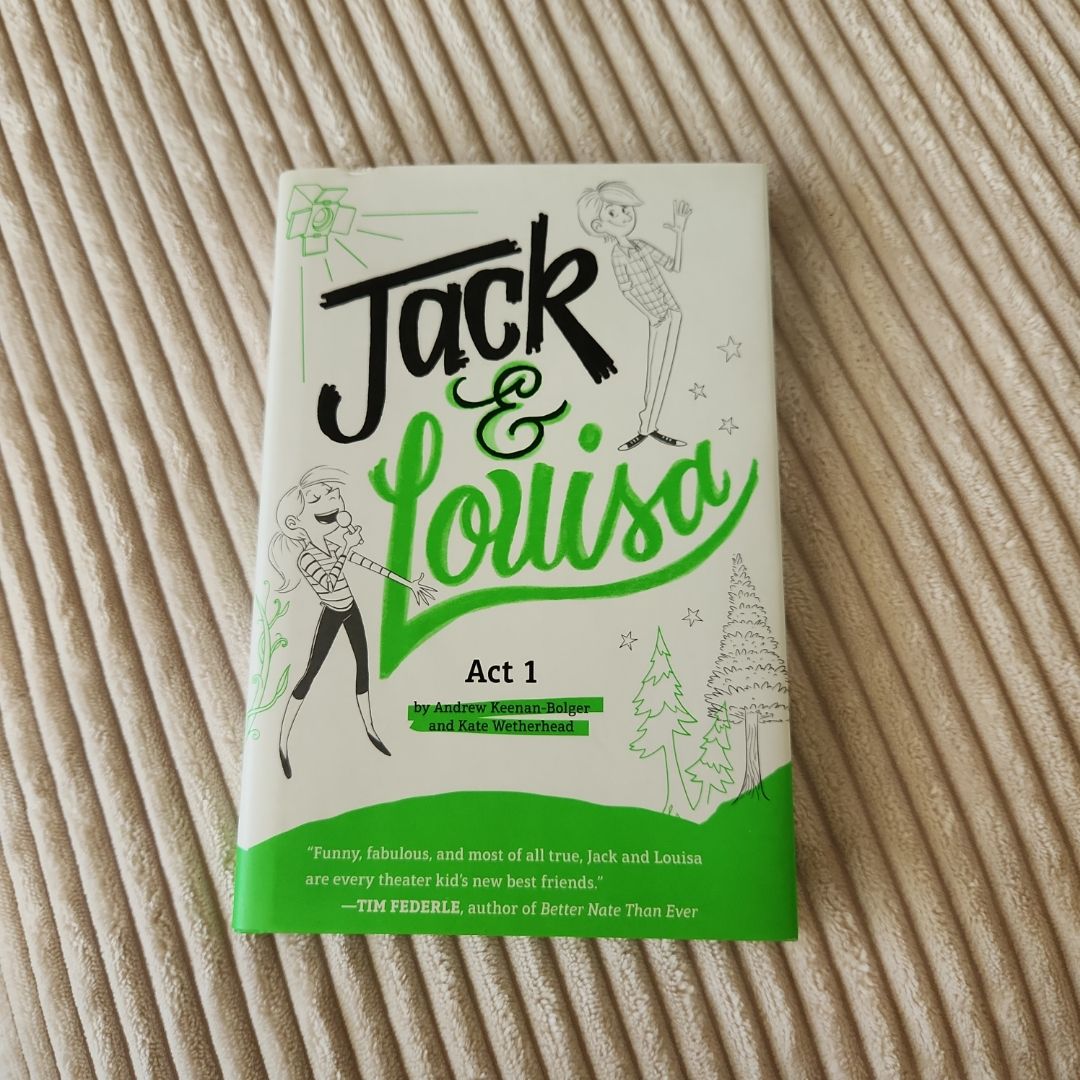 Jack
&
Louisa
Act 1
by Andrew Keenan-Bolger
and Kate Wetherhead
“Funny, fabulous, and most of all true, Jack and Louisa
are every theater kid’s new best friends.”
—TIM FEDERLE, author of Better Nate Than Ever